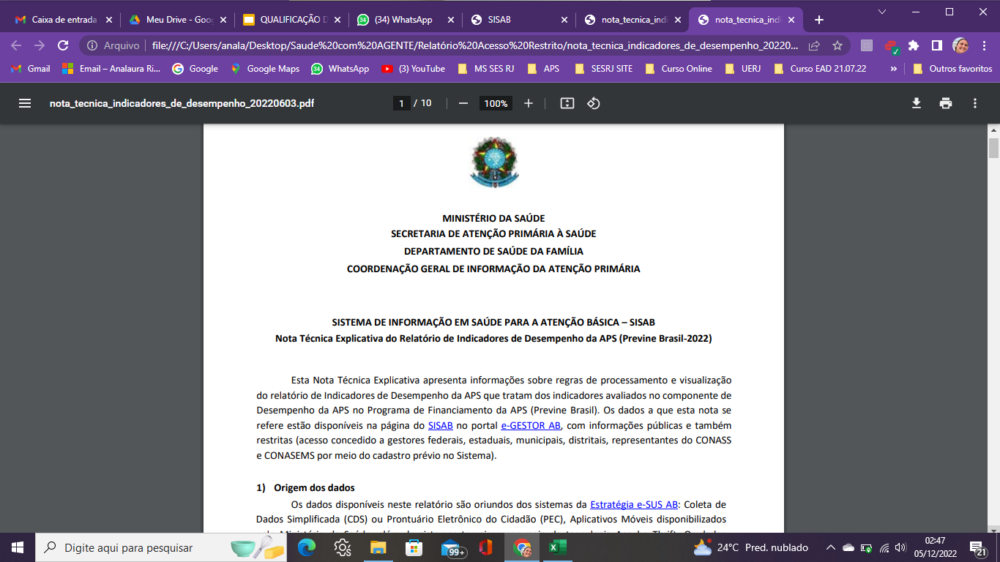 Caixa de entrada
Meu Drive - Goog
QUALIFICAÇÃO D
(34) WhatsApp
SISAB
nota_tecnica_indi
nota_tecnica_indi
Arquivo
file:///C:/Users/anala/Desktop/Saude%20com%20AGENTE/Relatório%20Acesso%20Restrito/nota_tecnica_indicadores_de_desempenho_20220...
Gmail
Email – Analaura Ri...
Google
Google Maps
WhatsApp
(3) YouTube
MS SES RJ
APS
SESRJ SITE
Curso Online
UERJ
Curso EAD 21.07.22
»
Outros favoritos
nota_tecnica_indicadores_de_desempenho_20220603.pdf
1 / 10
100%
MINISTÉRIO DA SAÚDE
SECRETARIA DE ATENÇÃO PRIMÁRIA À SAÚDE
DEPARTAMENTO DE SAÚDE DA FAMÍLIA
COORDENAÇÃO GERAL DE INFORMAÇÃO DA ATENÇÃO PRIMÁRIA
SISTEMA DE INFORMAÇÃO EM SAÚDE PARA A ATENÇÃO BÁSICA – SISAB
Nota Técnica Explicativa do Relatório de Indicadores de Desempenho da APS (Previne Brasil-2022)
Esta Nota Técnica Explicativa apresenta informações sobre regras de processamento e visualização
do relatório de Indicadores de Desempenho da APS que tratam dos indicadores avaliados no componente de
Desempenho da APS no Programa de Financiamento da APS (Previne Brasil). Os dados a que esta nota se
refere estão disponíveis na página do SISAB no portal e-GESTOR AB, com informações públicas e também
restritas (acesso concedido a gestores federais, estaduais, municipais, distritais, representantes do CONASS
e CONASEMS por meio do cadastro prévio no Sistema).
1) Origem dos dados
Os dados disponíveis neste relatório são oriundos dos sistemas da Estratégia e-SUS AB: Coleta de
Dados Simplificada (CDS) ou Prontuário Eletrônico do Cidadão (PEC), Aplicativos Móveis disponibilizados
Digite aqui para pesquisar
99+
24°C Pred. nublado
02:47
05/12/2022
21